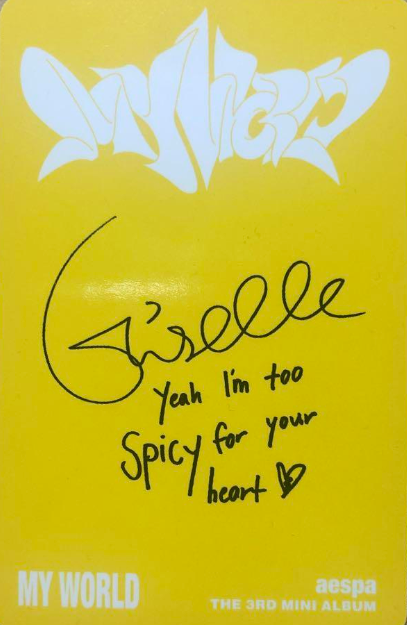 MY WORLD
Giselle
Yeah I'm too
Spicy for your
heart
MY WORLD
aespa
THE 3RD MINI ALBUM